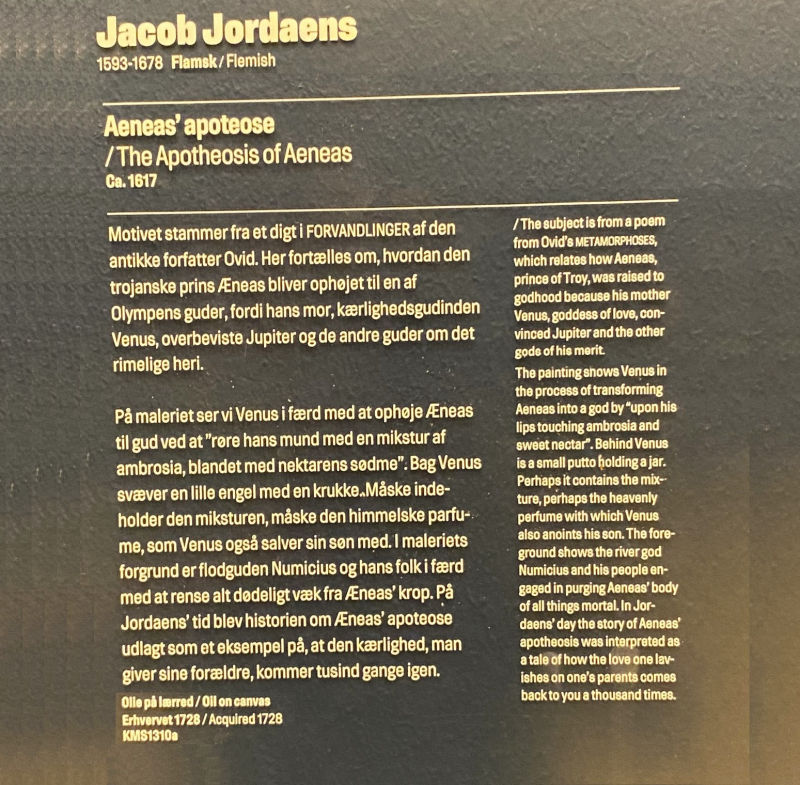 Jacob Jordaens
1593-1678 Flamsk / Flemish
Aeneas' apoteose
/ The Apotheosis of Aeneas
Ca. 1617
Motivet stammer fra et digt i FORVANDLINGER af den
antikke forfatter Ovid. Her fortælles om, hvordan den
trojanske prins Æneas bliver ophøjet til en af
Olympens guder, fordi hans mor, kærlighedsgudinden
Venus, overbeviste Jupiter og de andre guder om det
rimelige heri.
På maleriet ser vi Venus i færd med at ophøje Æneas
til gud ved at ”røre hans mund med en mikstur af
ambrosia, blandet med nektarens sødme”. Bag Venus
svæver en lille engel med en krukke. Måske inde-
holder den miksturen, måske den himmelske parfu-
me, som Venus også salver sin søn med. I maleriets
forgrund er flodguden Numicius og hans folk i færd
med at rense alt dødeligt væk fra Æneas' krop. På
Jordaens' tid blev historien om Æneas' apoteose
udlagt som et eksempel på, at den kærlighed, man
giver sine forældre, kommer tusind gange igen.
Olie på lærred / Oil on canvas
Erhvervet 1728 / Acquired 1728
KMS1310a
/ The subject is from a poem
from Ovid's METAMORPHOSES,
which relates how Aeneas,
prince of Troy, was raised to
godhood because his mother
Venus, goddess of love, con-
vinced Jupiter and the other
gods of his merit.
The painting shows Venus in
the process of transforming
Aeneas into a god by “upon his
lips touching ambrosia and
sweet nectar”. Behind Venus
is a small putto holding a jar.
Perhaps it contains the mix-
ture, perhaps the heavenly
perfume with which Venus
also anoints his son. The fore-
ground shows the river god
Numicius and his people en-
gaged in purging Aeneas' body
of all things mortal. In Jor-
daens' day the story of Aeneas'
apotheosis was interpreted as
a tale of how the love one lav-
ishes on one's parents comes
back to you a thousand times.